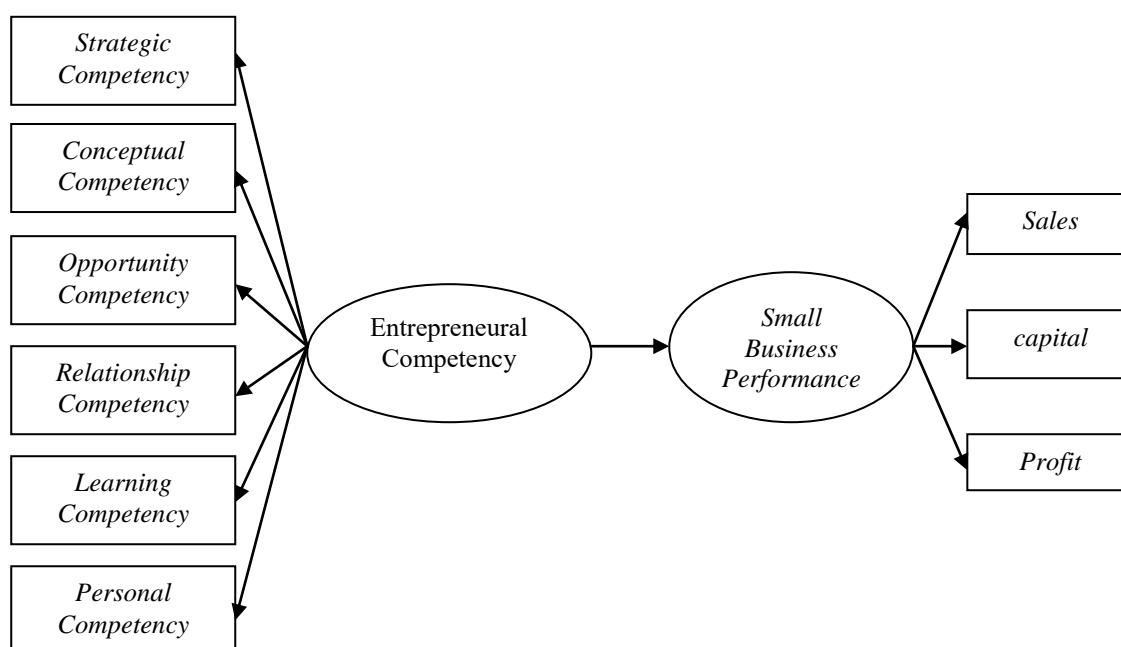 Strategic
Competency
Conceptual
Competency
Opportunity
Competency
Relationship
Competency
Learning
Competency
Personal
Competency
Entrepreneural
Competency
Small
Business
Performance
Sales
capital
Profit